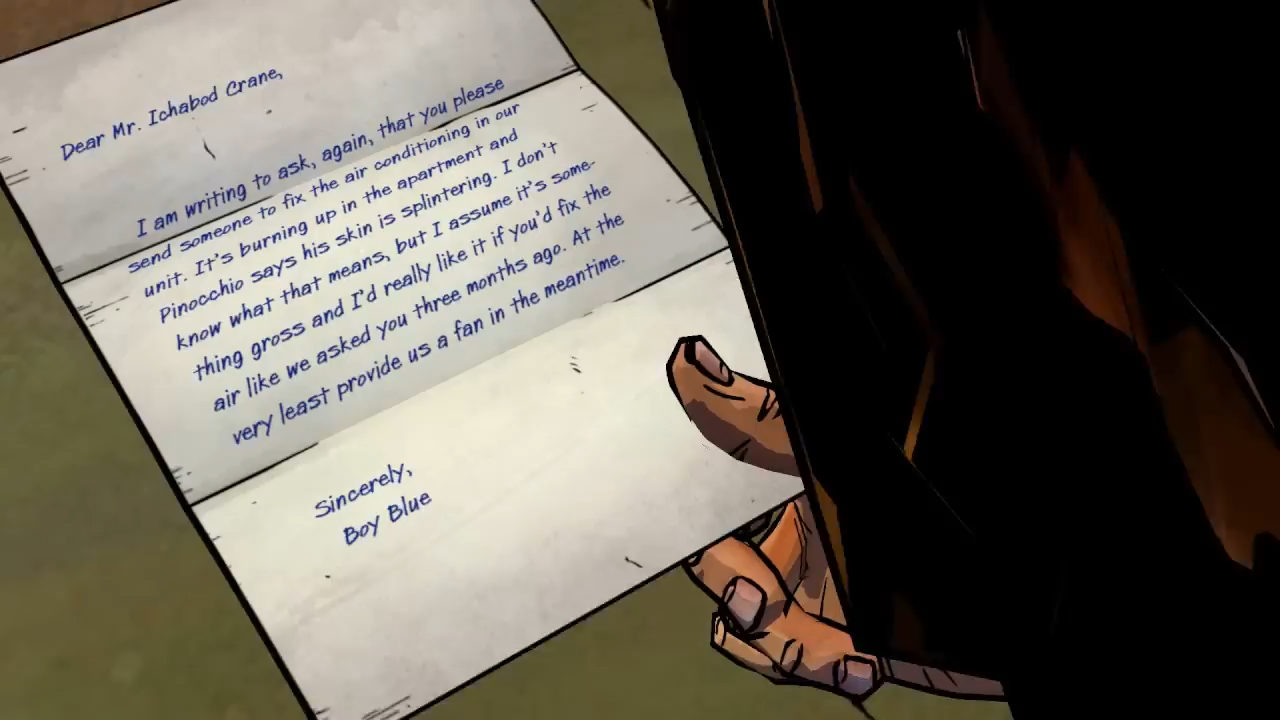 Dear Mr. Ichabod Crane,
I am writing to ask, again, that you please
send someone to fix the air conditioning in our
unit. It's burning up in the apartment and
Pinocchio says his skin is splintering. I don't
know what that means, but I assume it's some-
thing gross and I'd really like it if you'd fix the
air like we asked you three months ago. At the
very least provide us a fan in the meantime.
Sincerely,
Boy Blue